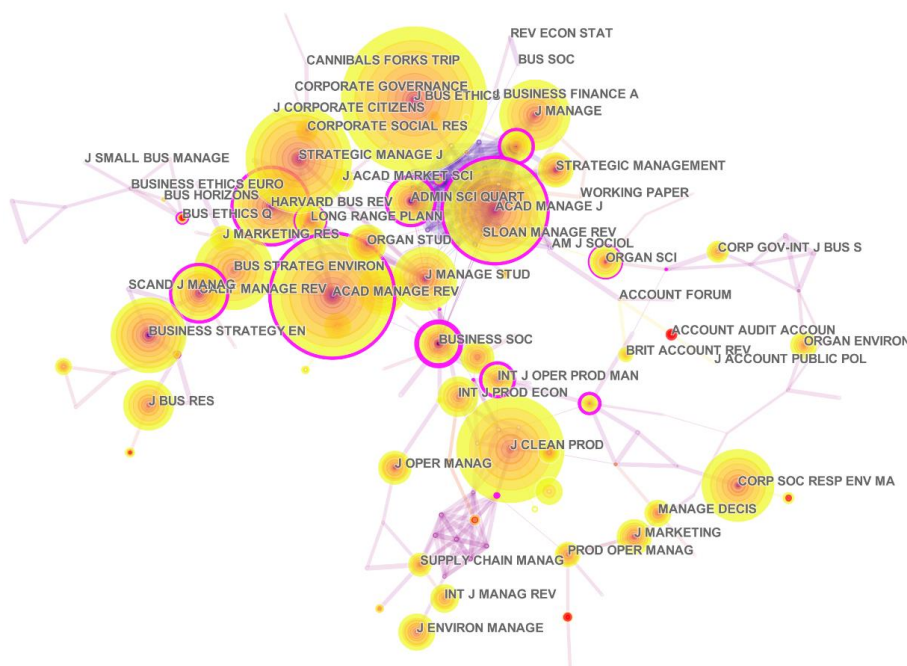 REV ECON STAT
BUS SOC
CANNIBALS FORKS TRIP
CORPORATE GOVERNANCE
J BUS ETHICS
J BUSINESS FINANCE A
J CORPORATE CITIZENS
J MANAGE
CORPORATE SOCIAL RES
STRATEGIC MANAGE J
J SMALL BUS MANAGE
J ACAD MARKET SCI
STRATEGIC MANAGEMENT
BUSINESS ETHICS EURO
BUS HORIZONS
HARVARD BUS REV
ADMIN SCI QUART
WORKING PAPER
ACAD MANAGE J
BUS ETHICS Q
LONG RANGE PLANN
J MARKETING RES
ORGAN STUD
SLOAN MANAGE REV
AM J SOCIOL
ORGAN SCI
CORP GOV-INT J BUS S
BUS STRATEG ENVIRON
J MANAGE STUD
SCAND J MANAG
CALIF MANAGE REV
ACAD MANAGE REV
ACCOUNT FORUM
BUSINESS STRATEGY EN
BUSINESS SOC
ACCOUNT AUDIT ACCOUN
ORGAN ENVIRON
BRIT ACCOUNT REV
J ACCOUNT PUBLIC POL
INT J OPER PROD MAN
J BUS RES
INT J PROD ECON
J CLEAN PROD
J OPER MANAG
CORP SOC RESP ENV MA
MANAGE DECIS
J MARKETING
PROD OPER MANAG
SUPPLY CHAIN MANAG
INT J MANAG REV
J ENVIRON MANAGE